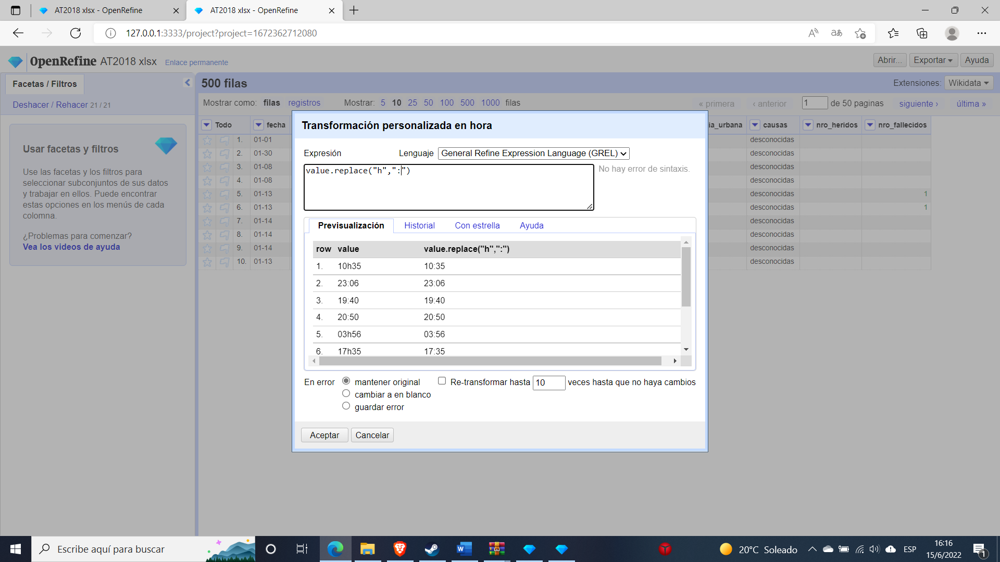 AT2018 xlsx - OpenRefine
AT2018 xlsx - OpenRefine
127.0.0.1:3333/project?project=1672362712080
OpenRefine AT2018 xlsx Enlace permanente
Abrir... Exportar Ayuda
Facetas / Filtros
Deshacer / Rehacer 21 / 21
500 filas
Extensiones: Wikidata
Mostrar como: filas registros Mostrar: 5 10 25 50 100 500 1000 filas
« primera ‹ anterior 1 de 50 paginas siguiente › última »
Usar facetas y filtros
Use las facetas y los filtros para
seleccionar subconjuntos de sus datos
y trabajar en ellos. Puede encontrar
estas opciones en los menús de cada
colomna.
¿Problemas para comenzar?
Vea los videos de ayuda
Todo fecha ia_urbana causas nro_heridos nro_fallecidos
1. 01-01 desconocidas
2. 01-30 desconocidas
3. 01-08 desconocidas
4. 01-08 desconocidas
5. 01-13 desconocidas 1
6. 01-13 desconocidas 1
7. 01-14 desconocidas
8. 01-14 desconocidas
9. 01-14 desconocidas
10. 01-13 desconocidas
Transformación personalizada en hora
Expresión Lenguaje General Refine Expression Language (GREL)
value.replace("h",":")
No hay error de sintaxis.
Previsualización Historial Con estrella Ayuda
row value value.replace("h",":")
1. 10h35 10:35
2. 23:06 23:06
3. 19:40 19:40
4. 20:50 20:50
5. 03h56 03:56
6. 17h35 17:35
En error mantener original Re-transformar hasta 10 veces hasta que no haya cambios
cambiar a en blanco
guardar error
Aceptar Cancelar
Escribe aquí para buscar
20°C Soleado
ESP
16:16
15/6/2022
1